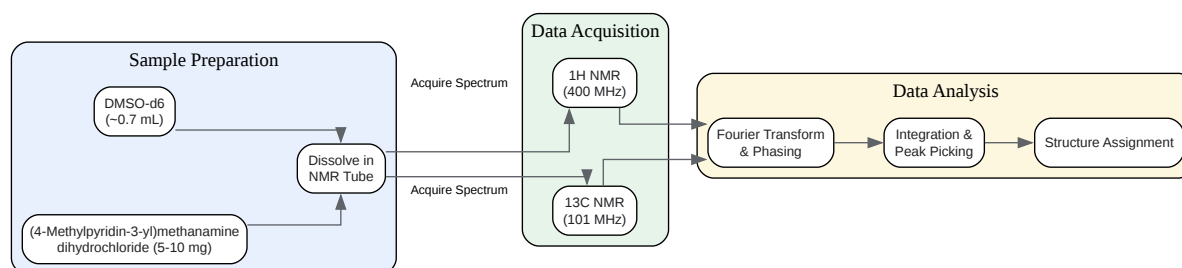 Sample Preparation
DMSO-d6
(~0.7 mL)
Dissolve in
NMR Tube
(4-Methylpyridin-3-yl)methanamine
dihydrochloride (5-10 mg)
Acquire Spectrum
Acquire Spectrum
Data Acquisition
1H NMR
(400 MHz)
13C NMR
(101 MHz)
Data Analysis
Fourier Transform
& Phasing
Integration &
Peak Picking
Structure Assignment